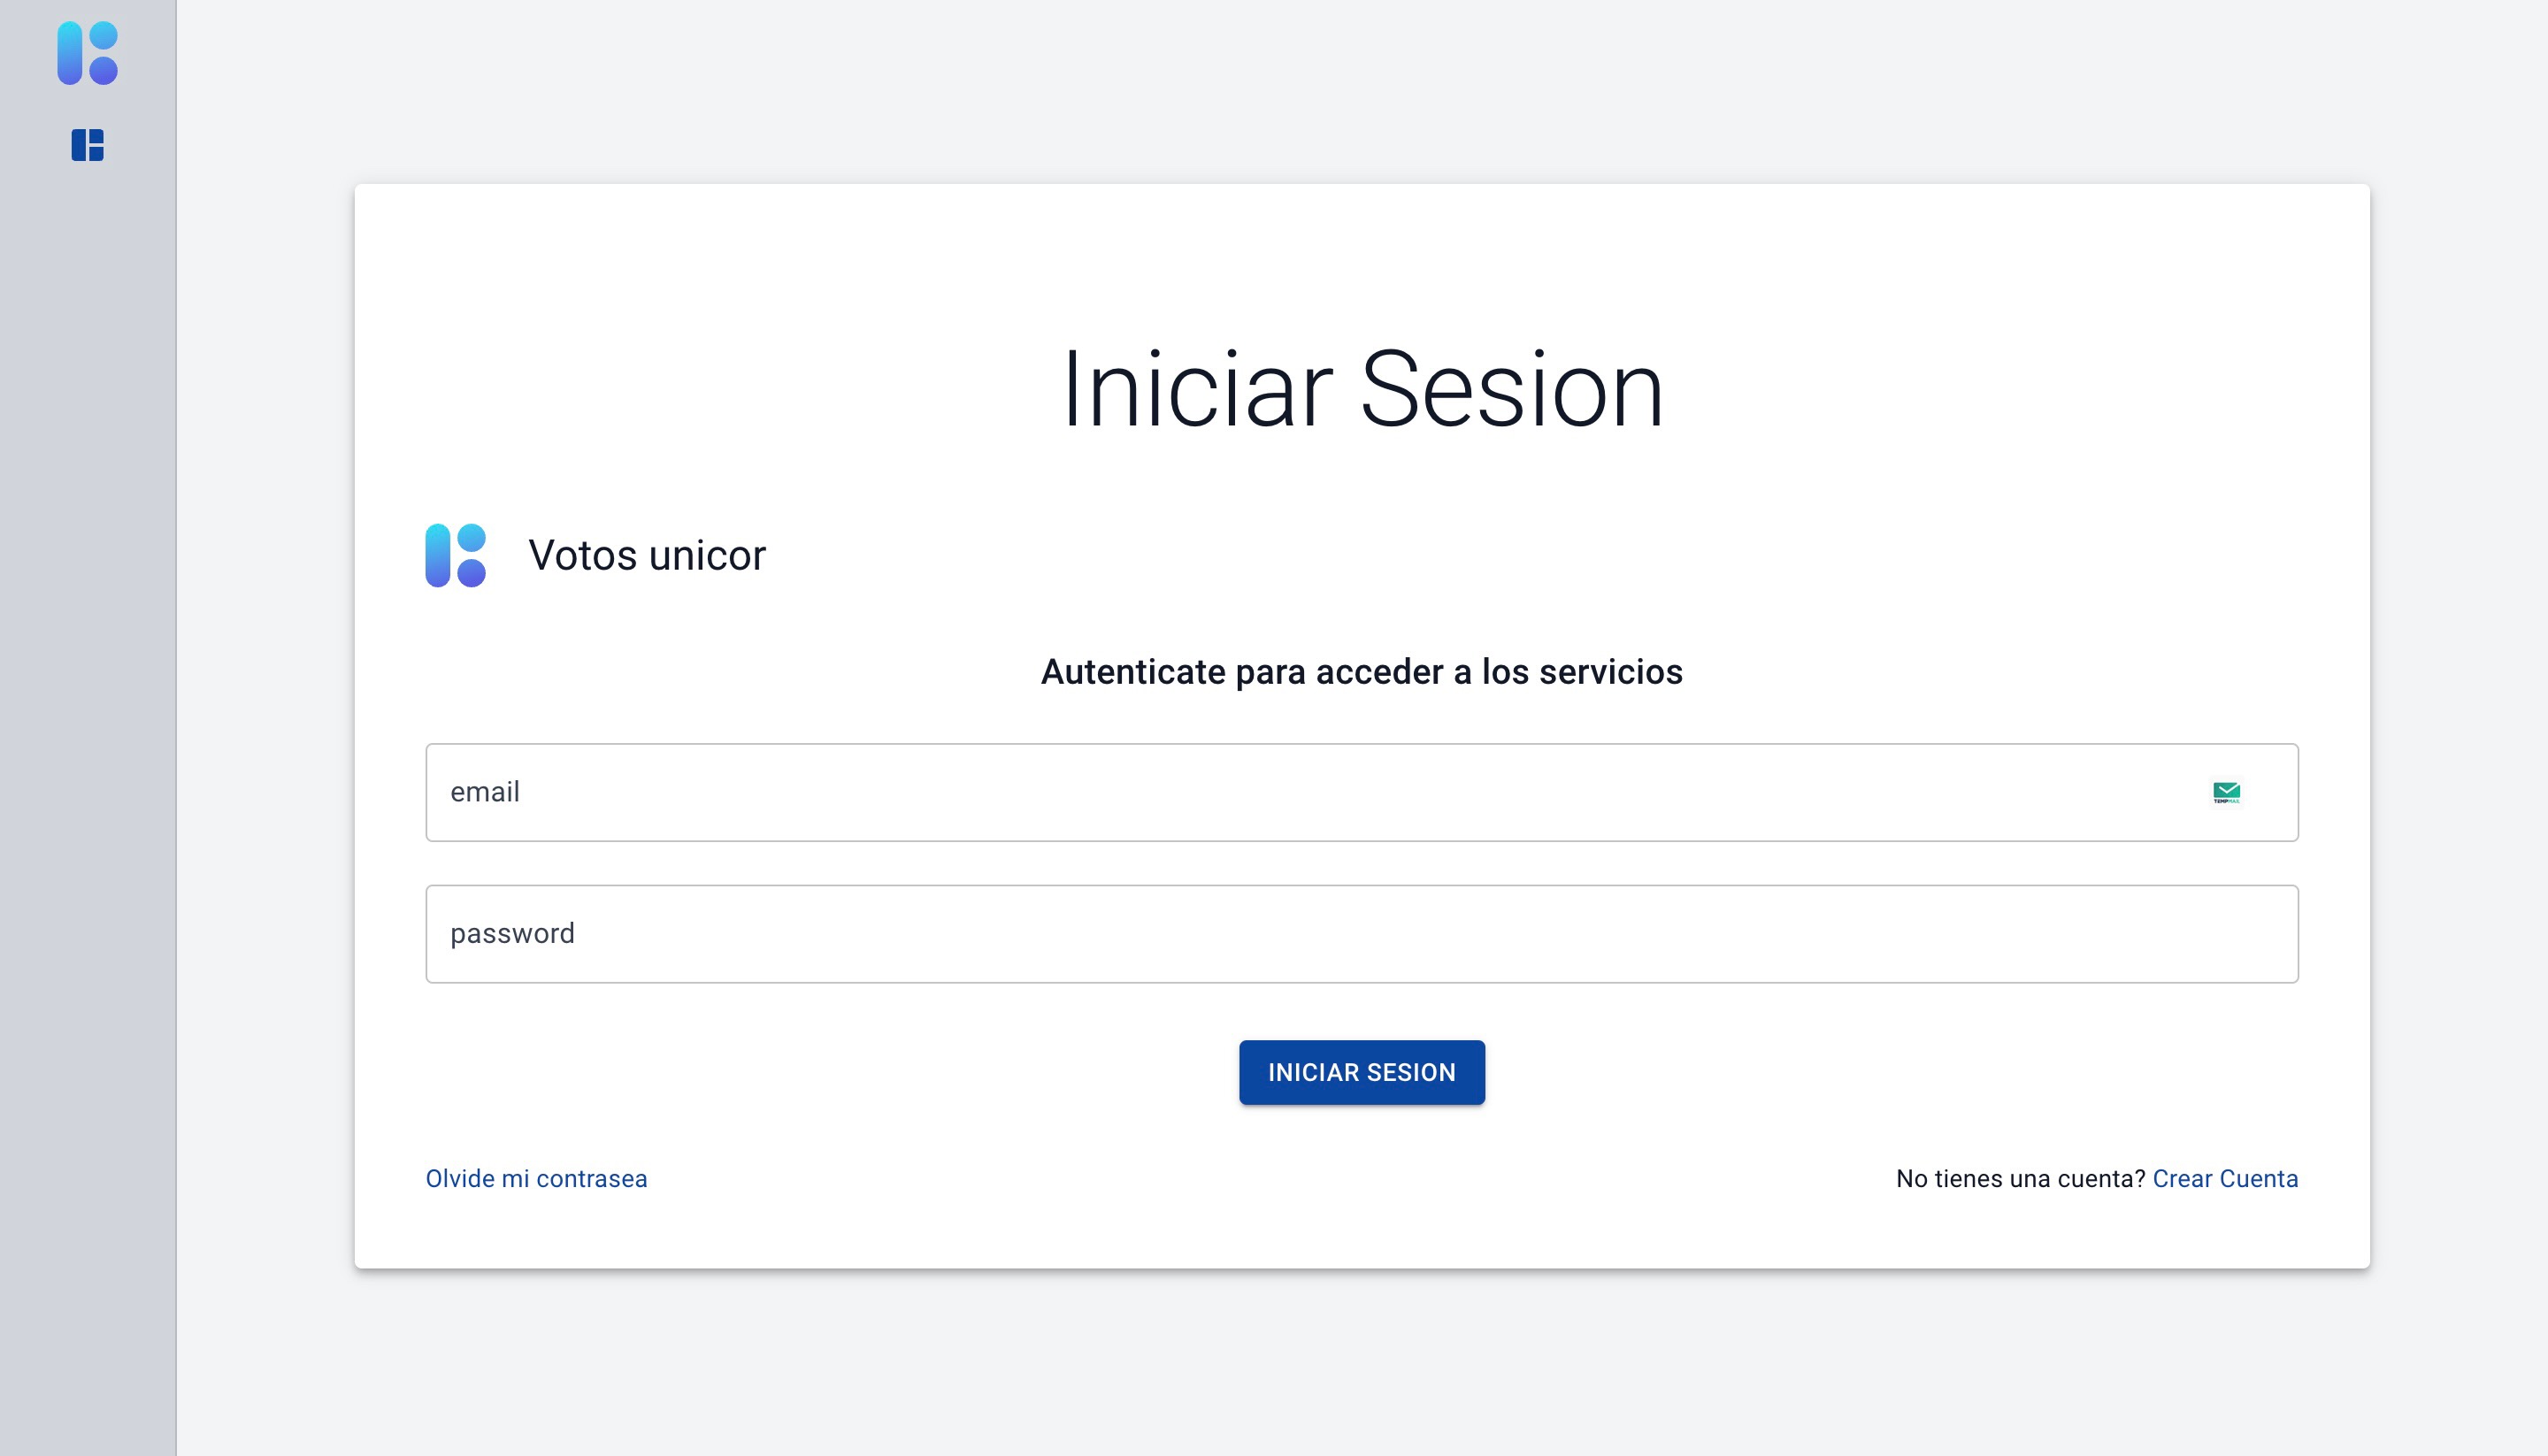 Iniciar Sesion
Votos unicor
Autenticate para acceder a los servicios
email
TEMPMAIL
password
INICIAR SESION
Olvide mi contrasea
No tienes una cuenta? Crear Cuenta